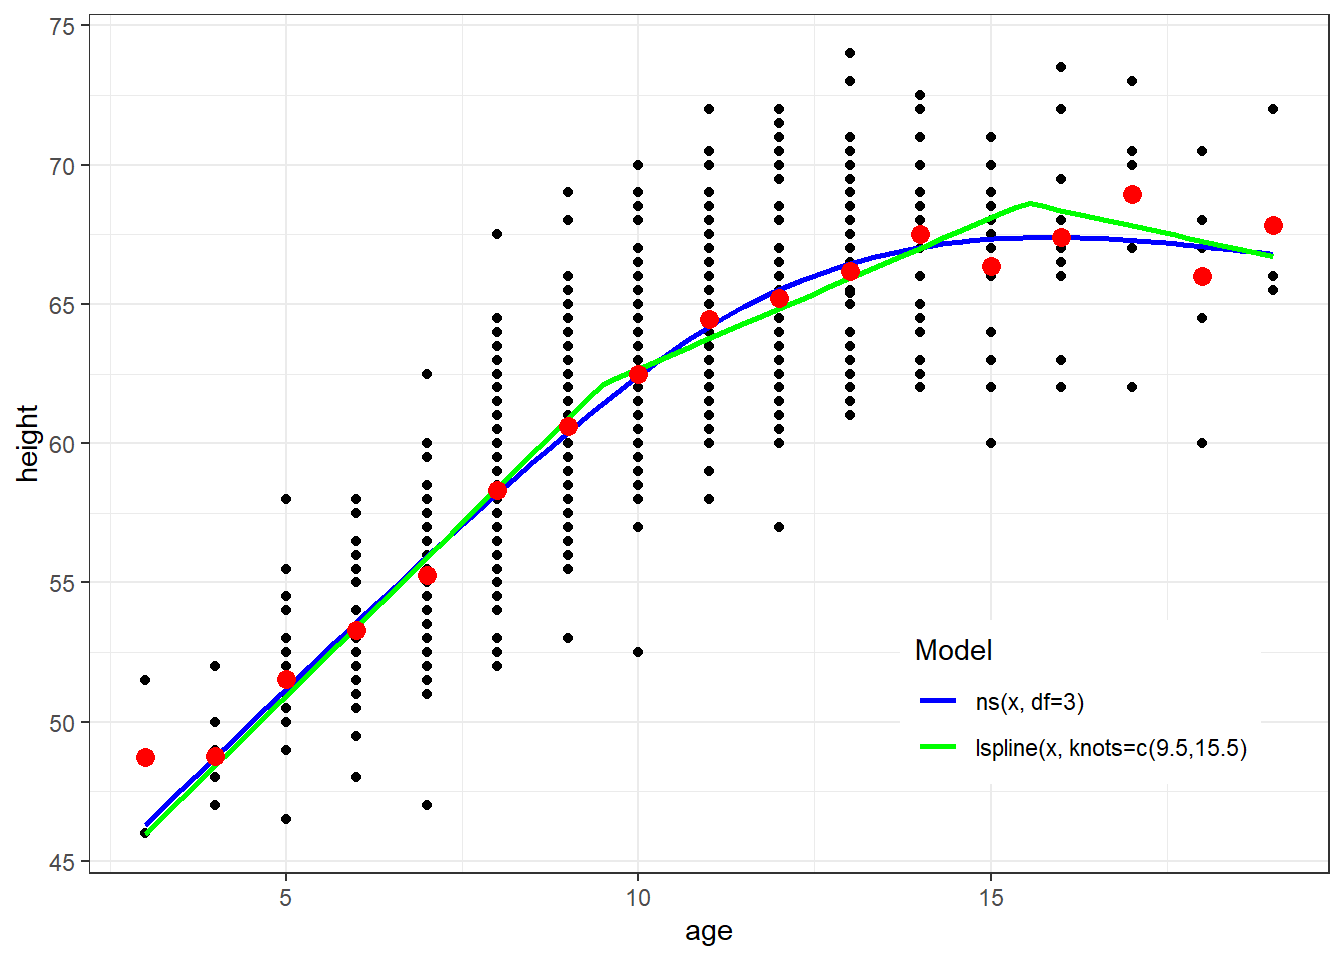 75
70
65
60
55
50
45
height
5
10
15
age
Model
ns(x, df=3)
lspline(x, knots=c(9.5,15.5)